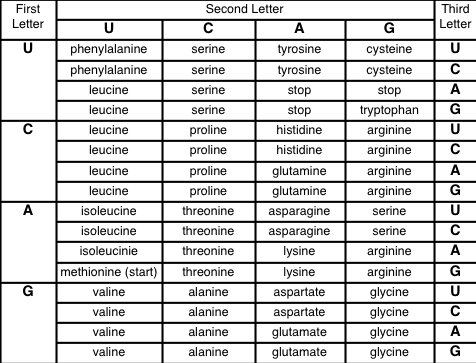 First Letter Second Letter Third Letter
U C A G
U phenylalanine serine tyrosine cysteine U
phenylalanine serine tyrosine cysteine C
leucine serine stop stop A
leucine serine stop tryptophan G
C leucine proline histidine arginine U
leucine proline histidine arginine C
leucine proline glutamine arginine A
leucine proline glutamine arginine G
A isoleucine threonine asparagine serine U
isoleucine threonine asparagine serine C
isoleucinie threonine lysine arginine A
methionine (start) threonine lysine arginine G
G valine alanine aspartate glycine U
valine alanine aspartate glycine C
valine alanine glutamate glycine A
valine alanine glutamate glycine G